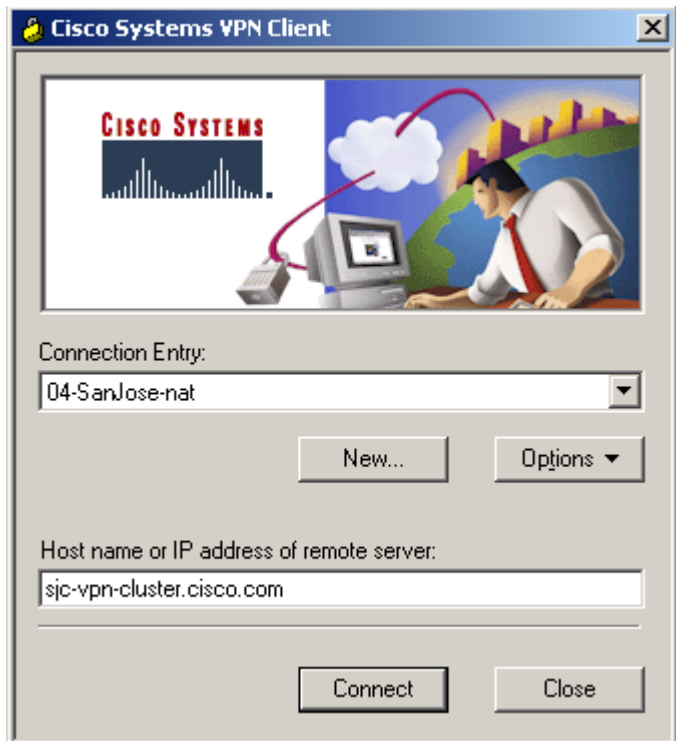 Cisco Systems VPN Client
CISCO SYSTEMS
Connection Entry:
04-SanJose-nat
New...
Options
Host name or IP address of remote server:
sjc-vpn-cluster.cisco.com
Connect
Close